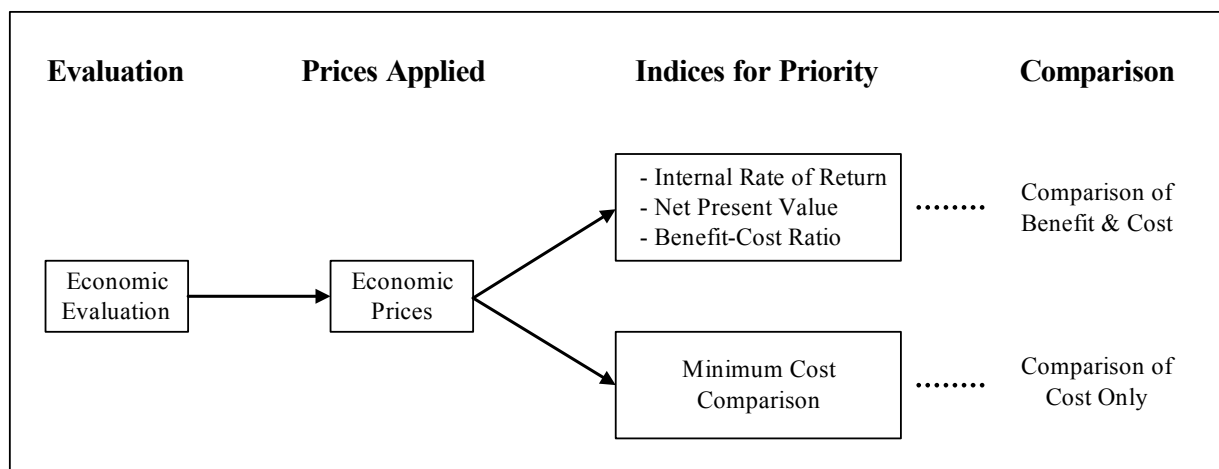 Evaluation Prices Applied Indices for Priority Comparison
- Internal Rate of Return
- Net Present Value
- Benefit-Cost Ratio
Comparison of
Benefit & Cost
Economic
Evaluation
Economic
Prices
Minimum Cost
Comparison
Comparison of
Cost Only